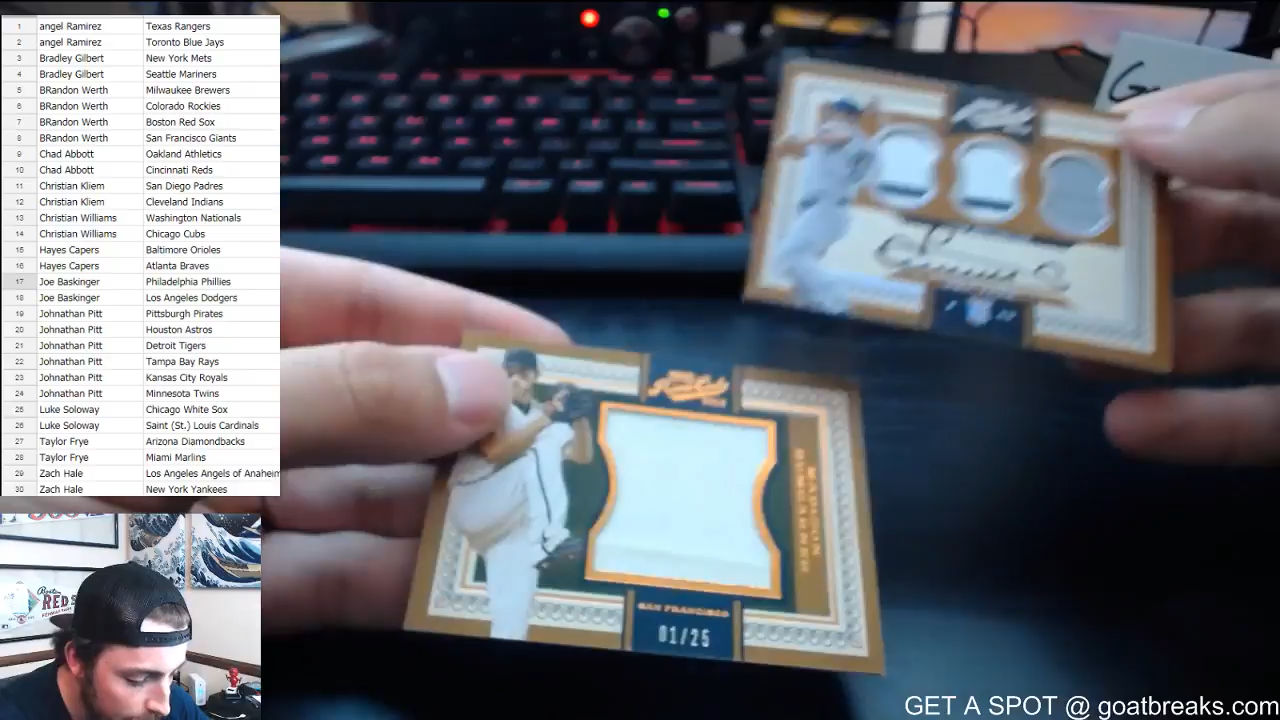 1 angel Ramirez Texas Rangers
2 angel Ramirez Toronto Blue Jays
3 Bradley Gilbert New York Mets
4 Bradley Gilbert Seattle Mariners
5 BRandon Werth Milwaukee Brewers
6 BRandon Werth Colorado Rockies
7 BRandon Werth Boston Red Sox
8 BRandon Werth San Francisco Giants
9 Chad Abbott Oakland Athletics
10 Chad Abbott Cincinnati Reds
11 Christian Kliem San Diego Padres
12 Christian Kliem Cleveland Indians
13 Christian Williams Washington Nationals
14 Christian Williams Chicago Cubs
15 Hayes Capers Baltimore Orioles
16 Hayes Capers Atlanta Braves
17 Joe Baskinger Philadelphia Phillies
18 Joe Baskinger Los Angeles Dodgers
19 Johnathan Pitt Pittsburgh Pirates
20 Johnathan Pitt Houston Astros
21 Johnathan Pitt Detroit Tigers
22 Johnathan Pitt Tampa Bay Rays
23 Johnathan Pitt Kansas City Royals
24 Johnathan Pitt Minnesota Twins
25 Luke Soloway Chicago White Sox
26 Luke Soloway Saint (St.) Louis Cardinals
27 Taylor Frye Arizona Diamondbacks
28 Taylor Frye Miami Marlins
29 Zach Hale Los Angeles Angels of Anaheim
30 Zach Hale New York Yankees
MADISON
BUMGARNER
SAN FRANCISCO
01/25
Boston
RED S
GET A SPOT @ goatbreaks.com